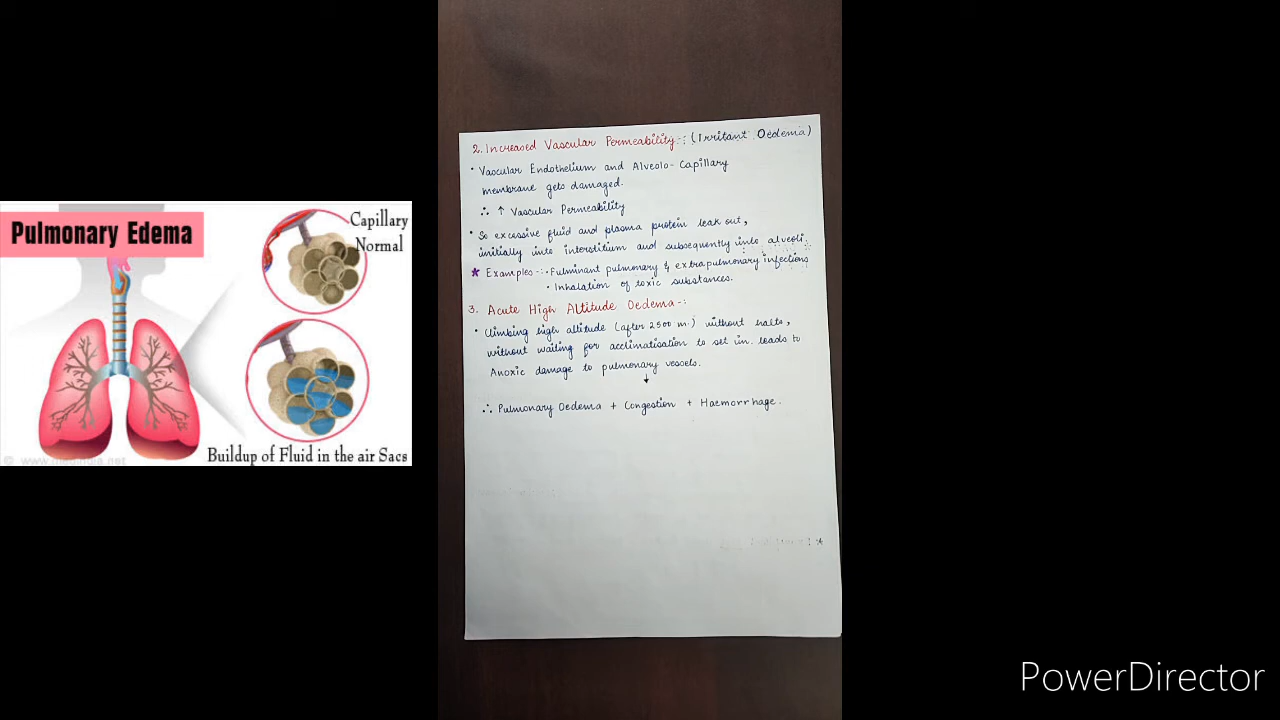 Pulmonary Edema
Capillary
Normal
Buildup of Fluid in the air Sacs
2. Increased Vascular Permeability :- (Irritant Oedema)
• Vascular Endothelium and Alveolo-Capillary
membrane gets damaged.
∴ ↑ Vascular Permeability
• So excessive fluid and plasma protein leak out,
initially into interstitium and subsequently into alveoli.
* Examples :- • Fulminant pulmonary & extrapulmonary infections
• Inhalation of toxic substances.
3. Acute High Altitude Oedema :-
• Climbing high altitude (after 2500 m.) without halts,
without waiting for acclimatisation to set in. leads to
Anoxic damage to pulmonary vessels.
↓
∴ Pulmonary Oedema + Congestion + Haemorrhage.
PowerDirector